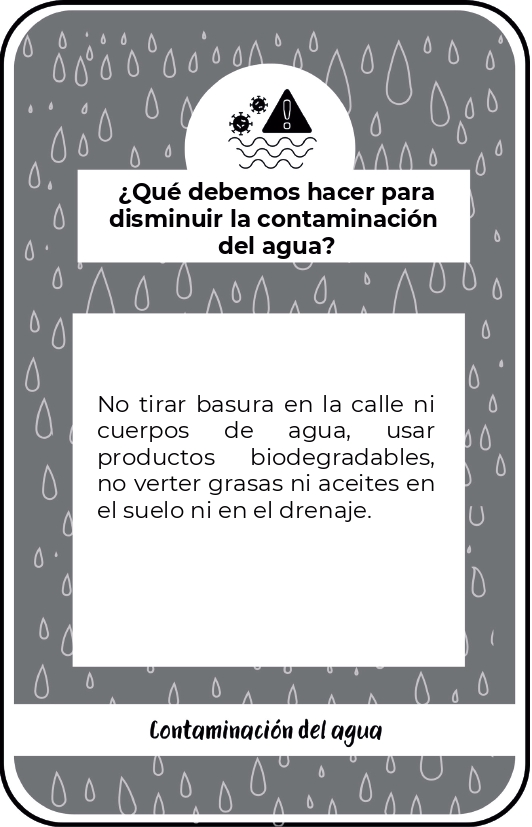 ¿Qué debemos hacer para
disminuir la contaminación
del agua?
No tirar basura en la calle ni
cuerpos de agua, usar
productos biodegradables,
no verter grasas ni aceites en
el suelo ni en el drenaje.
Contaminación del agua